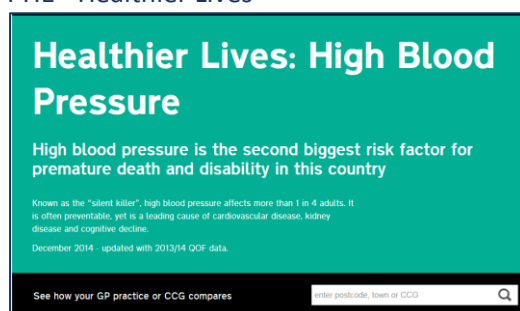 Healthier Lives: High Blood
Pressure
High blood pressure is the second biggest risk factor for
premature death and disability in this country
Known as the "silent killer", high blood pressure affects more than 1 in 4 adults. It
is often preventable, yet is a leading cause of cardiovascular disease, kidney
disease and cognitive decline.
December 2014 - updated with 2013/14 QOF data.
See how your GP practice or CCG compares
enter postcode, town or CCG